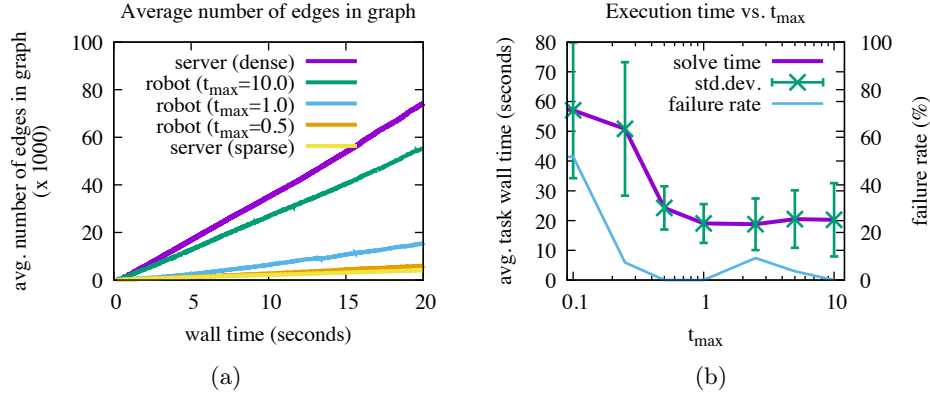 Average number of edges in graph
avg. number of edges in graph
(x 1000)
100
80
60
40
20
0
server (dense)
robot (tmax=10.0)
robot (tmax=1.0)
robot (tmax=0.5)
server (sparse)
0 5 10 15 20
wall time (seconds)
(a)
Execution time vs. tmax
avg. task wall time (seconds)
80
70
60
50
40
30
20
10
0
solve time
std.dev.
failure rate
100
80
60
40
20
0
failure rate (%)
0.1 1 10
tmax
(b)